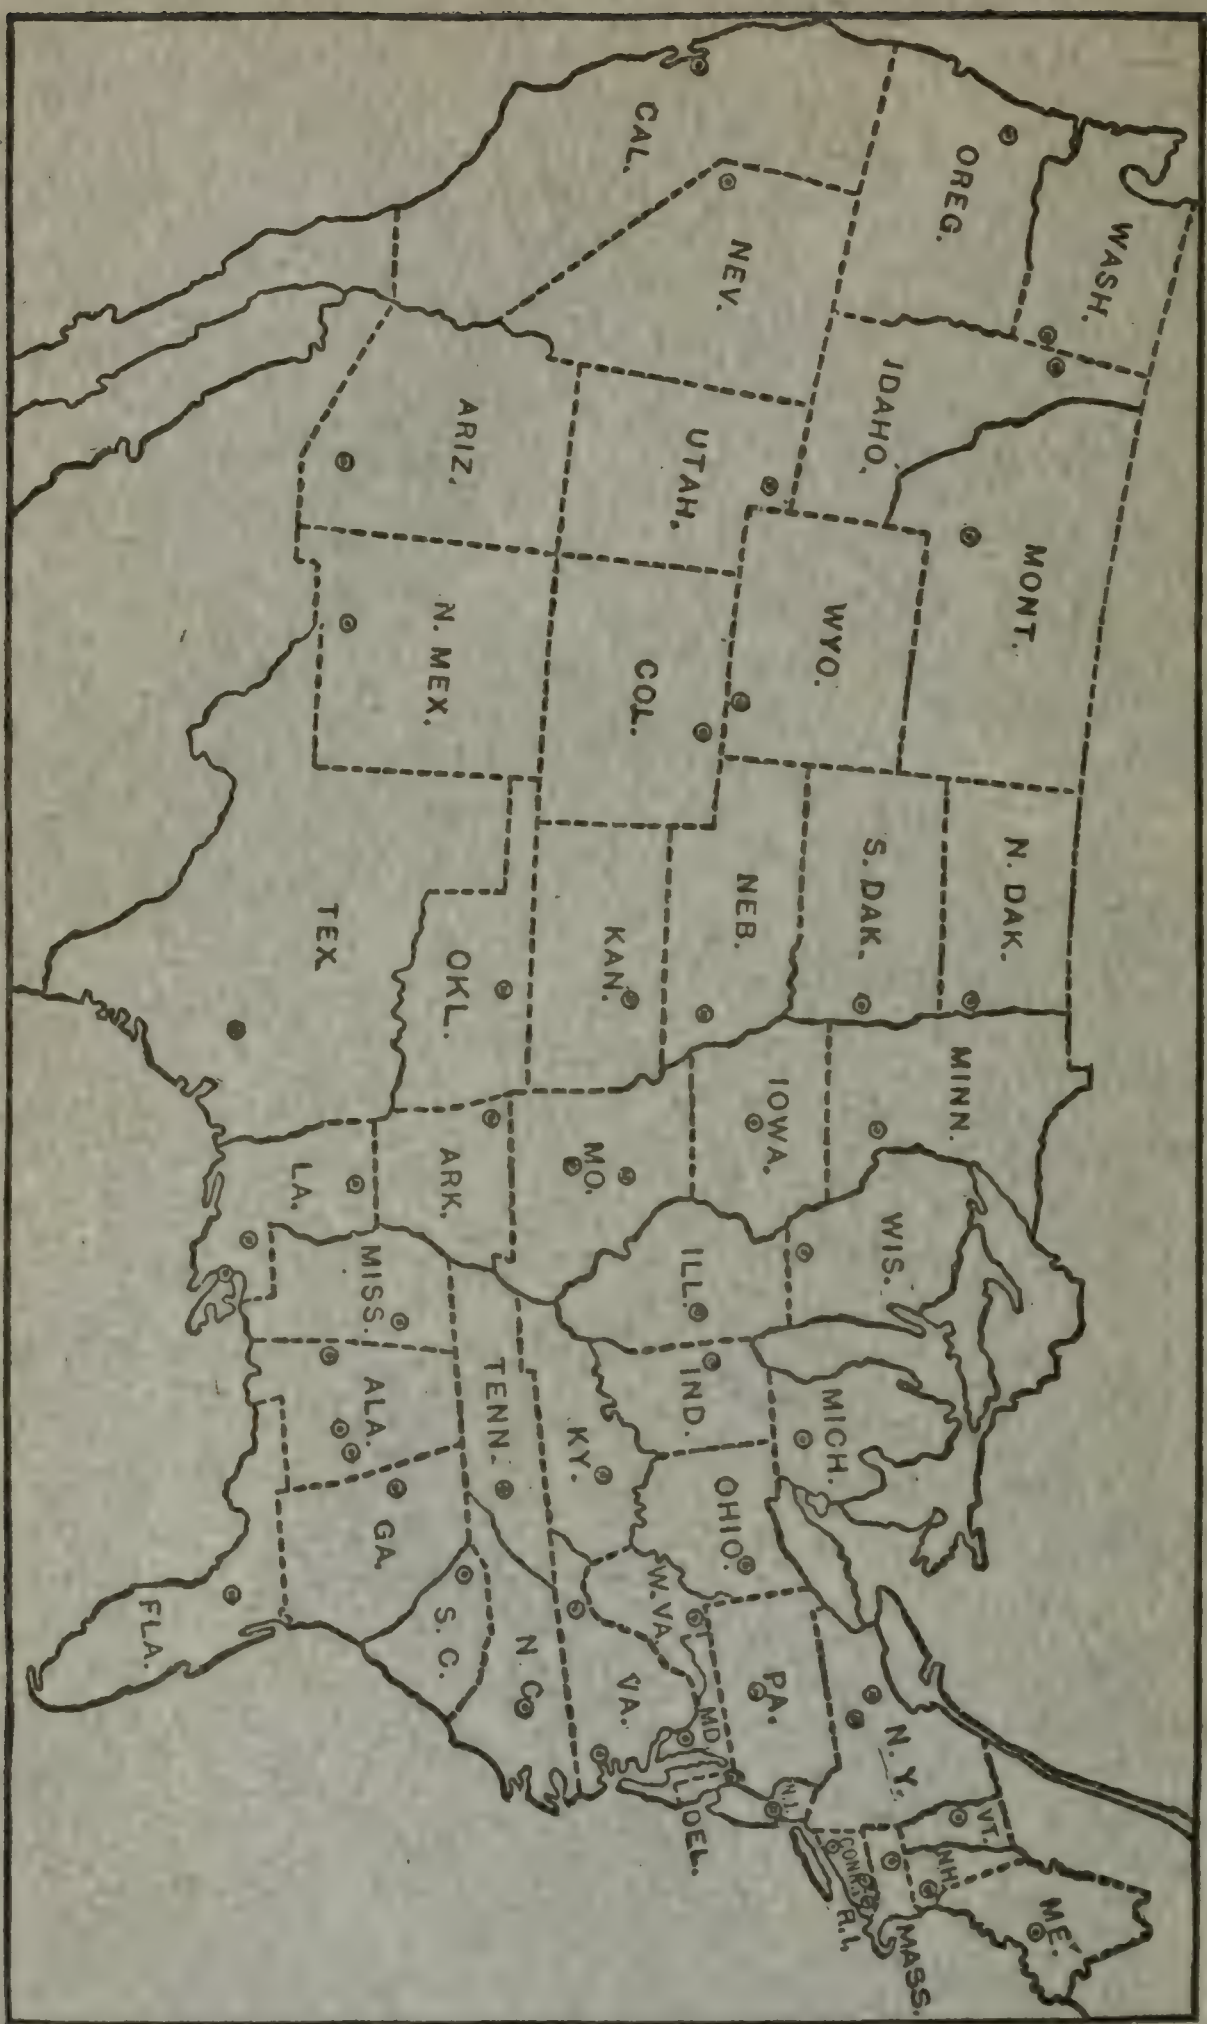 WASH.
OREG.
CAL.
NEV.
IDAHO.
MONT.
WYO.
UTAH.
ARIZ.
N. MEX.
COL.
N. DAK.
S. DAK.
NEB.
KAN.
OKL.
TEX
MINN.
IOWA.
MO.
ARK.
LA.
WIS.
ILL.
MISS.
MICH.
IND.
OHIO.
KY.
TENN.
ALA.
GA.
FLA.
S. C.
N. C.
VA.
W. VA.
PA.
MD
DEL.
N.J.
N. Y.
CONN.
R.I.
MASS.
VT.
N.H.
ME.